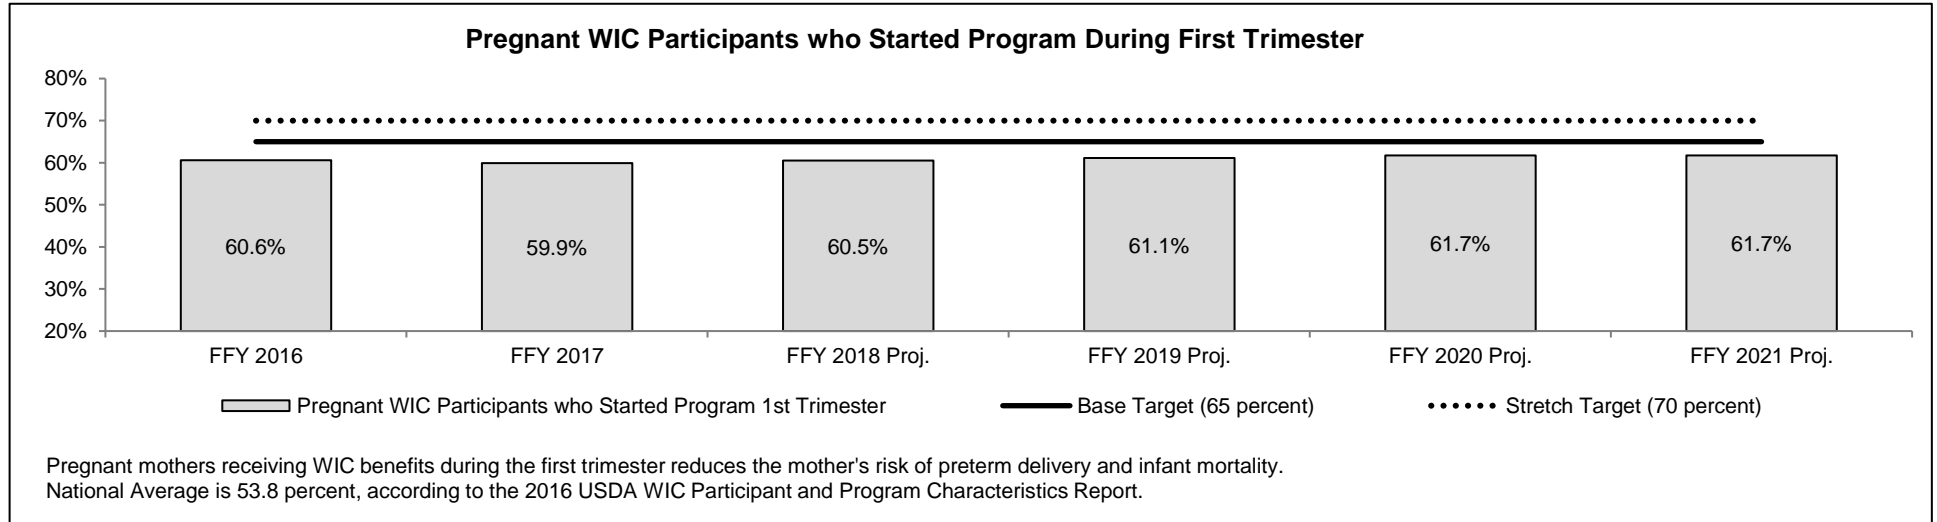 Pregnant WIC Participants who Started Program During First Trimester
80%
70%
60%
50%
40%
30%
20%
60.6%
59.9%
60.5%
61.1%
61.7%
61.7%
FFY 2016
FFY 2017
FFY 2018 Proj.
FFY 2019 Proj.
FFY 2020 Proj.
FFY 2021 Proj.
Pregnant WIC Participants who Started Program 1st Trimester
Base Target (65 percent)
Stretch Target (70 percent)
Pregnant mothers receiving WIC benefits during the first trimester reduces the mother's risk of preterm delivery and infant mortality.
National Average is 53.8 percent, according to the 2016 USDA WIC Participant and Program Characteristics Report.